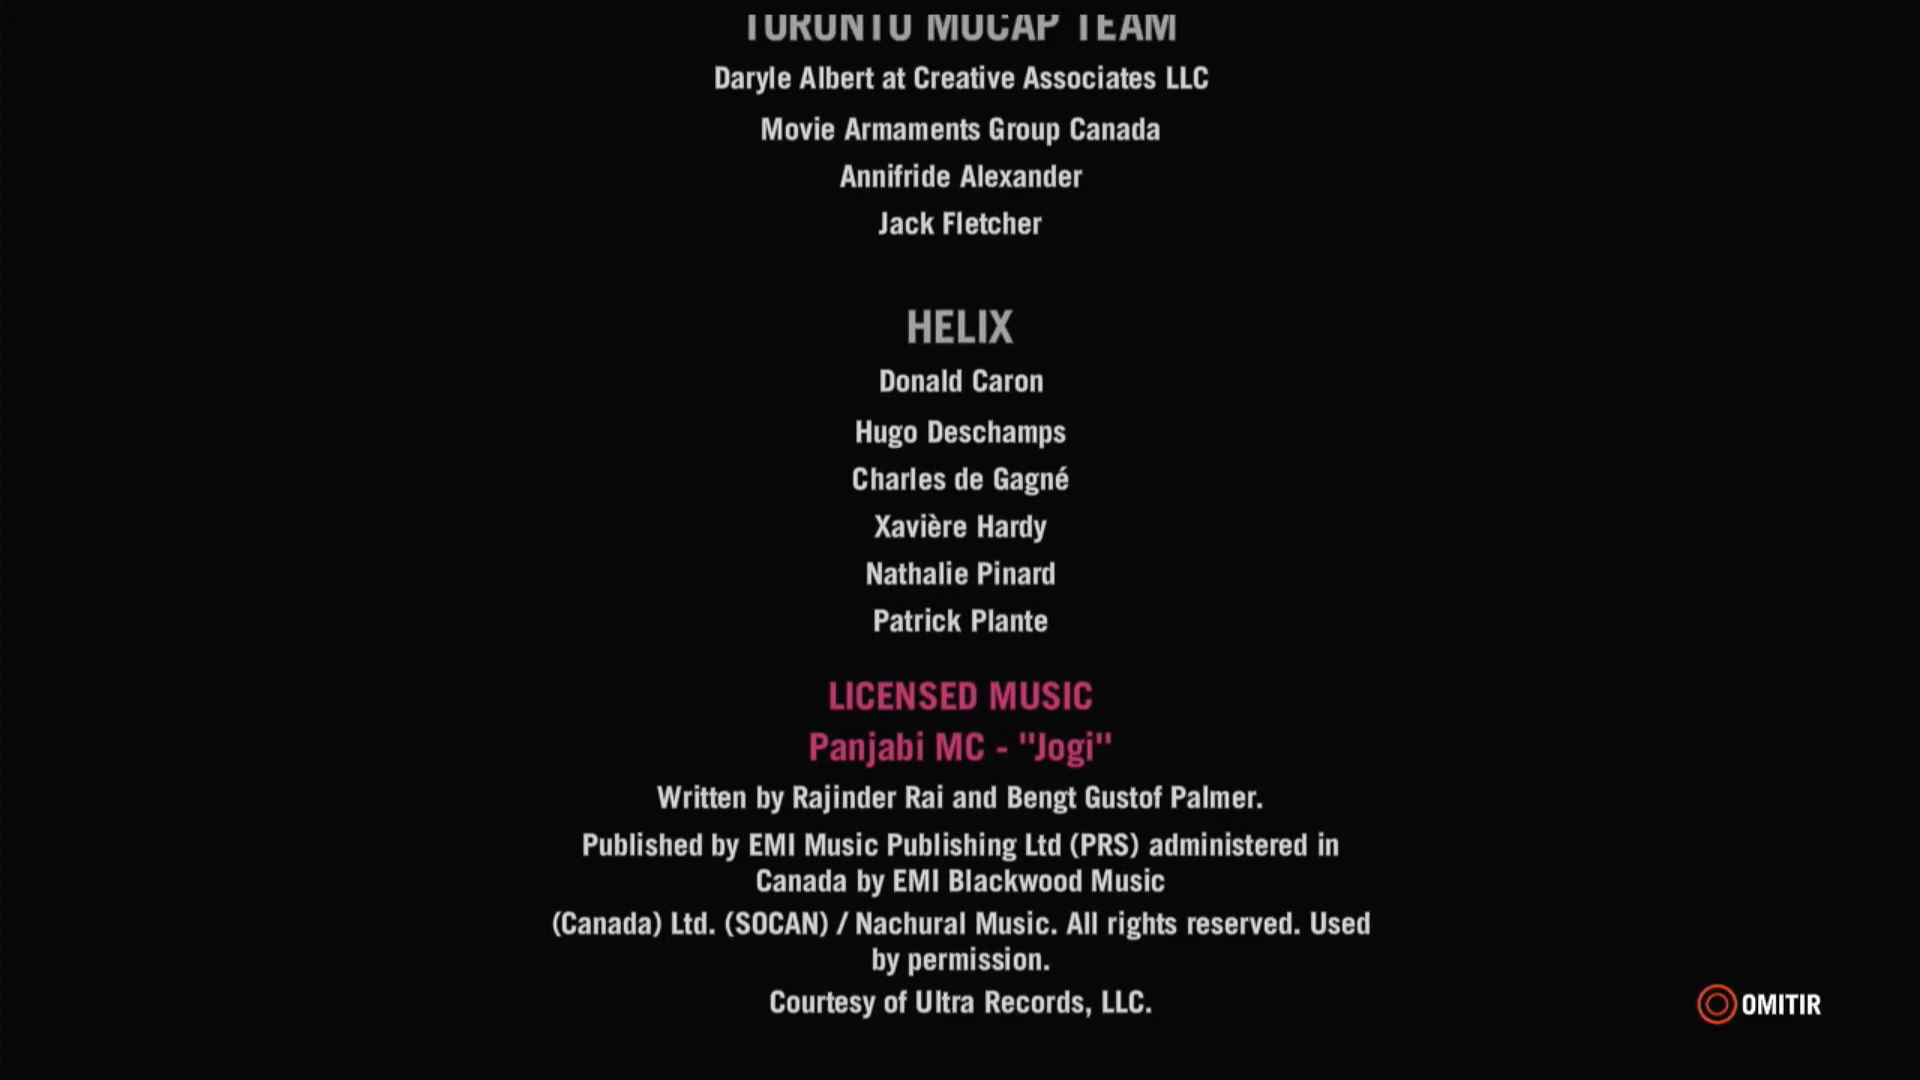 TORONTO MOCAP TEAM
Daryle Albert at Creative Associates LLC
Movie Armaments Group Canada
Annifride Alexander
Jack Fletcher
HELIX
Donald Caron
Hugo Deschamps
Charles de Gagné
Xavière Hardy
Nathalie Pinard
Patrick Plante
LICENSED MUSIC
Panjabi MC - "Jogi"
Written by Rajinder Rai and Bengt Gustof Palmer.
Published by EMI Music Publishing Ltd (PRS) administered in
Canada by EMI Blackwood Music
(Canada) Ltd. (SOCAN) / Nachural Music. All rights reserved. Used
by permission.
Courtesy of Ultra Records, LLC.
OMITIR